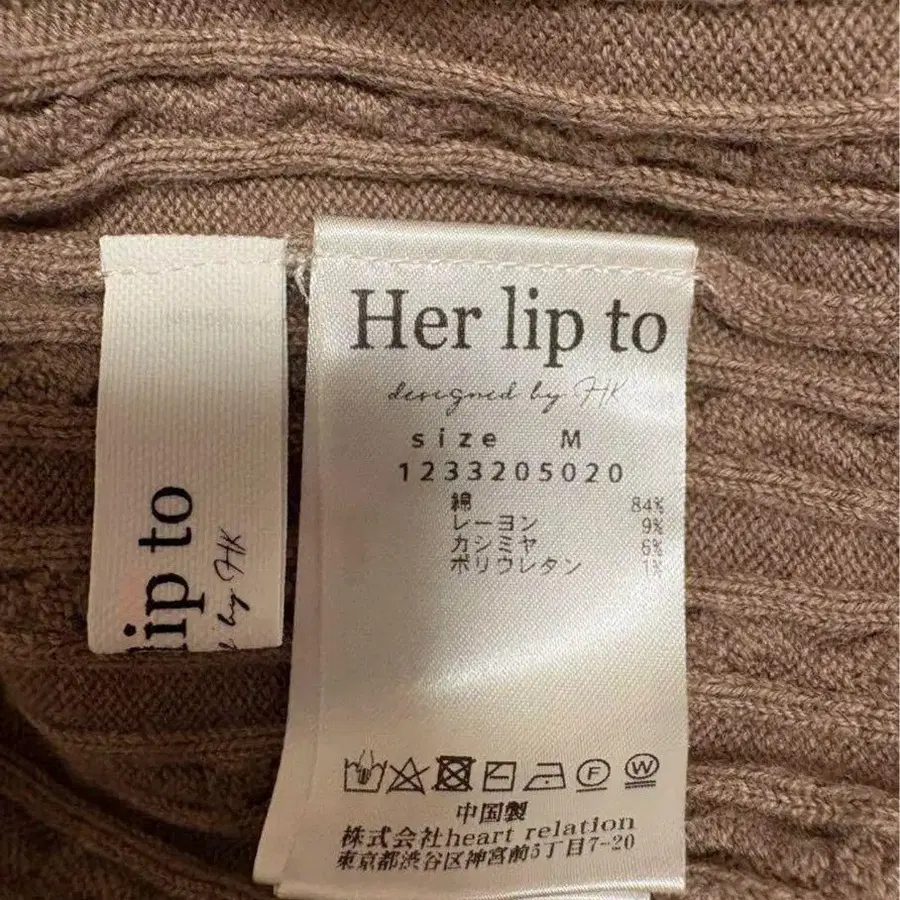 Her lip to
designed by HK
size M
1233205020
綿 84%
レーヨン 9%
カシミヤ 6%
ポリウレタン 1%
F W
中国製
株式会社heart relation
東京都渋谷区神宮前5丁目7-20
lip to
by HK